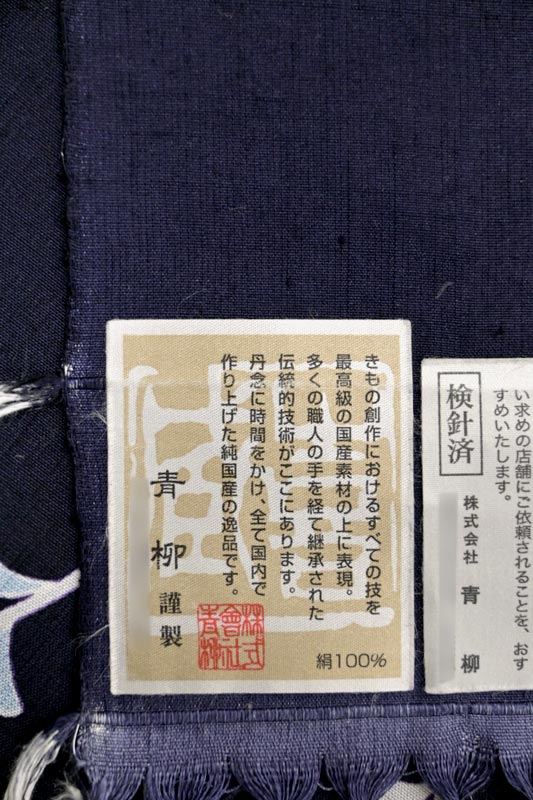 きもの創作におけるすべての技を
最高級の国産素材の上に表現。
多くの職人の手を経て継承された
伝統的技術がここにあります。
丹念に時間をかけ、全て国内で
作り上げた純国産の逸品です。
青柳謹製
株式
會社
青柳
絹100%
い求めの店舗にご依頼されることを、おす
すめいたします。
検針済
株式会社 青柳